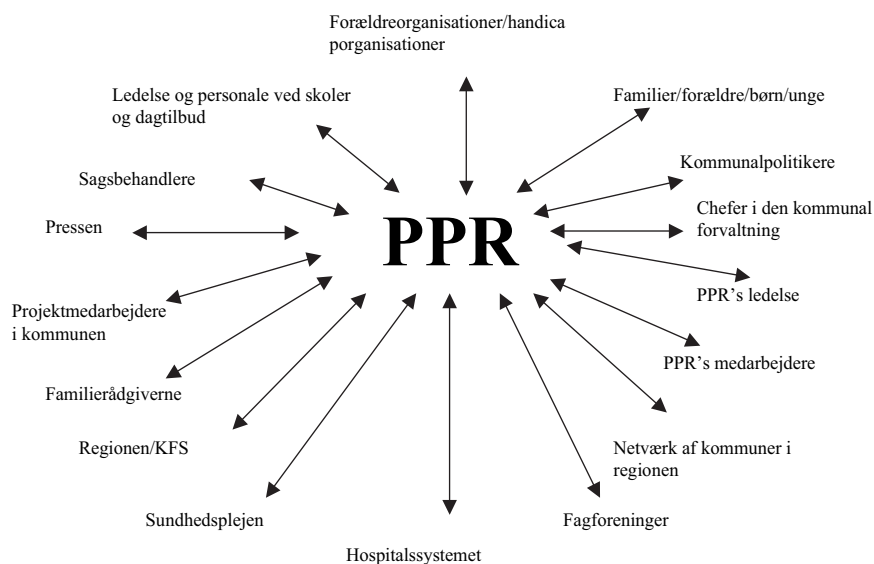 Forældreorganisationer/handica
porganisationer
Ledelse og personale ved skoler
og dagtilbud
Familier/forældre/børn/unge
Kommunalpolitikere
Sagsbehandlere
Chefer i den kommunal
forvaltning
Pressen
PPR
PPR’s ledelse
Projektmedarbejdere
i kommunen
PPR’s medarbejdere
Familierådgiverne
Regionen/KFS
Netværk af kommuner i
regionen
Sundhedsplejen
Fagforeninger
Hospitalssystemet